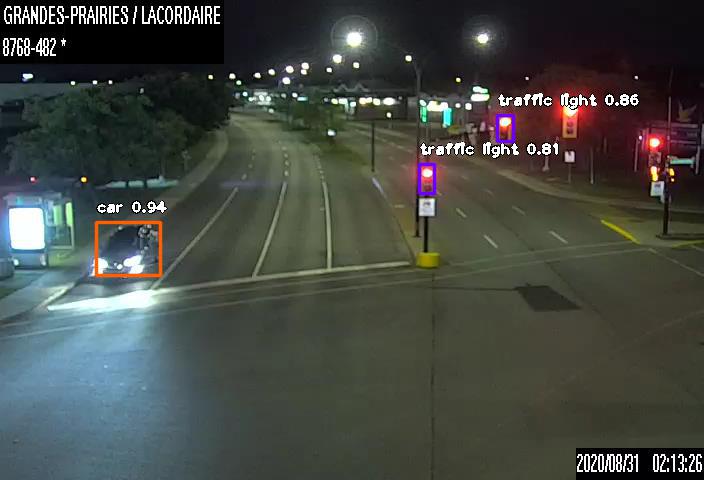 GRANDES-PRAIRIES / LACORDAIRE
8768-482 *
traffic light 0.86
traffic light 0.81
car 0.94
2020/08/31 02:13:26